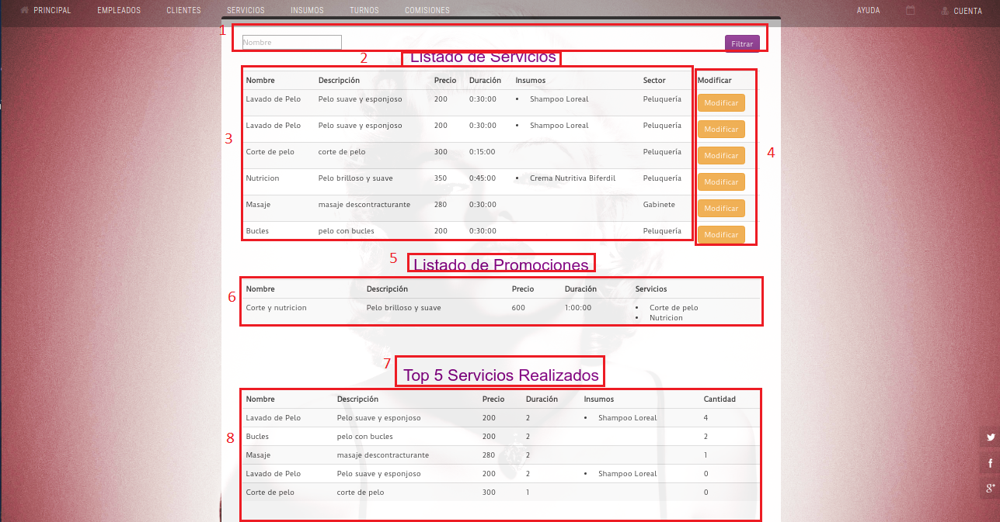 PRINCIPAL EMPLEADOS CLIENTES SERVICIOS INSUMOS TURNOS COMISIONES AYUDA CUENTA
1 Nombre Filtrar
2 Listado de Servicios
3
4
Nombre Descripción Precio Duración Insumos Sector Modificar
Lavado de Pelo Pelo suave y esponjoso 200 0:30:00 • Shampoo Loreal Peluquería Modificar
Lavado de Pelo Pelo suave y esponjoso 200 0:30:00 • Shampoo Loreal Peluquería Modificar
Corte de pelo corte de pelo 300 0:15:00 Peluquería Modificar
Nutricion Pelo brilloso y suave 350 0:45:00 • Crema Nutritiva Biferdil Peluquería Modificar
Masaje masaje descontracturante 280 0:30:00 Gabinete Modificar
Bucles pelo con bucles 200 0:30:00 Peluquería Modificar
5 Listado de Promociones
6
Nombre Descripción Precio Duración Servicios
Corte y nutricion Pelo brilloso y suave 600 1:00:00 • Corte de pelo
• Nutricion
7 Top 5 Servicios Realizados
8
Nombre Descripción Precio Duración Insumos Cantidad
Lavado de Pelo Pelo suave y esponjoso 200 2 • Shampoo Loreal 4
Bucles pelo con bucles 200 2 2
Masaje masaje descontracturante 280 2 1
Lavado de Pelo Pelo suave y esponjoso 200 2 • Shampoo Loreal 0
Corte de pelo corte de pelo 300 1 0